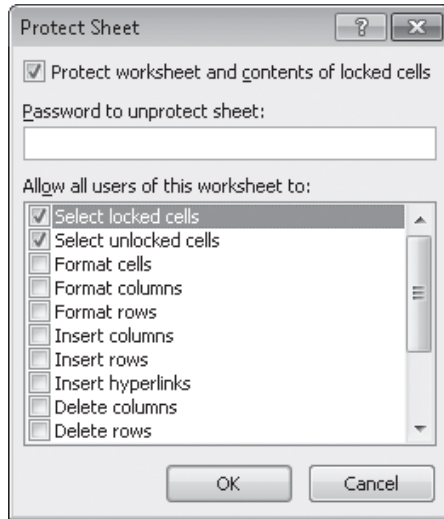 Protect Sheet
Protect worksheet and contents of locked cells
Password to unprotect sheet:
Allow all users of this worksheet to:
Select locked cells
Select unlocked cells
Format cells
Format columns
Format rows
Insert columns
Insert rows
Insert hyperlinks
Delete columns
Delete rows
OK Cancel